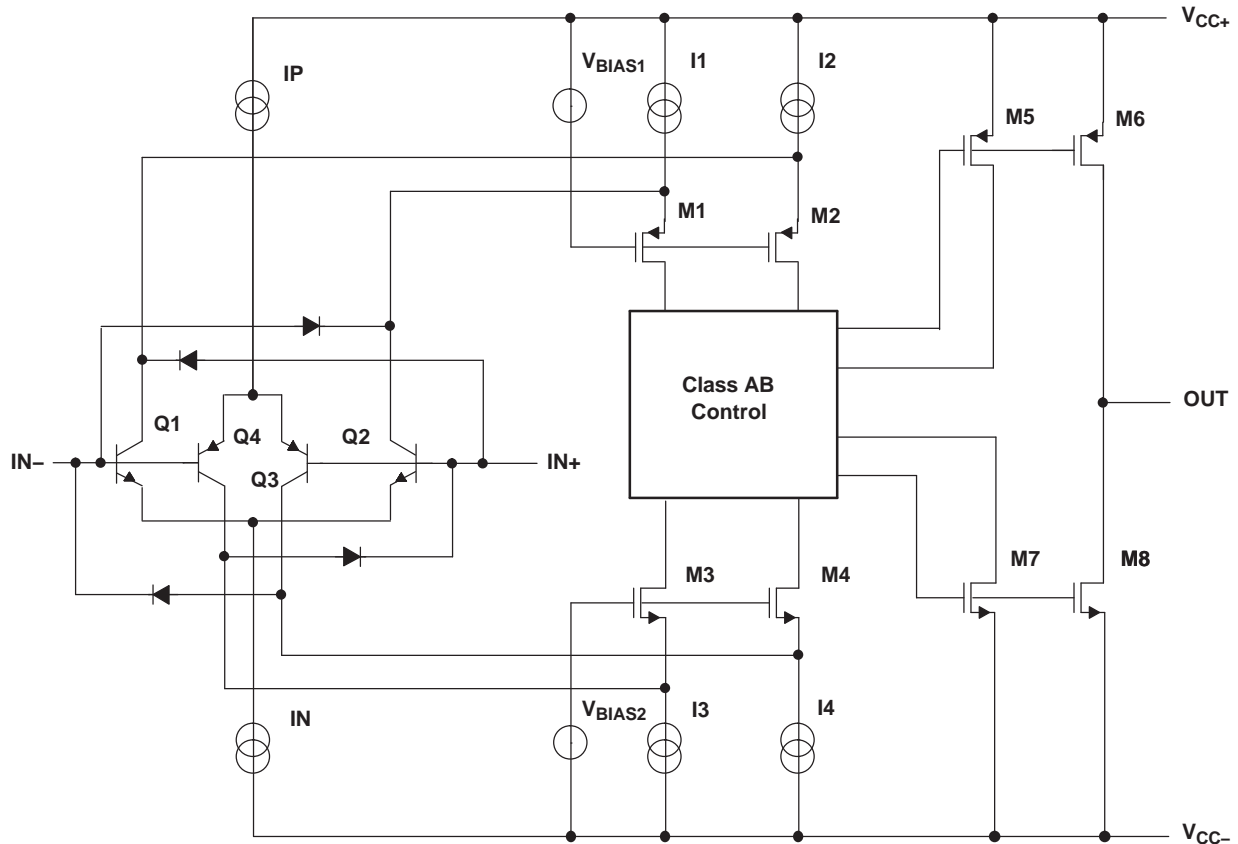 VCC+
IP
VBIAS1
I1
I2
M5
M6
M1
M2
Class AB
Control
OUT
Q1
Q4
Q2
IN–
Q3
IN+
M3
M4
M7
M8
IN
VBIAS2
I3
I4
VCC–